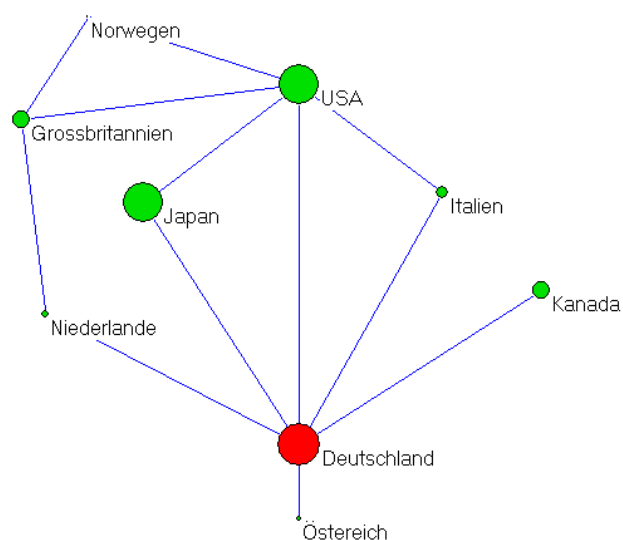 Norwegen
USA
Grossbritannien
Italien
Japan
Kanada
Niederlande
Deutschland
Östereich